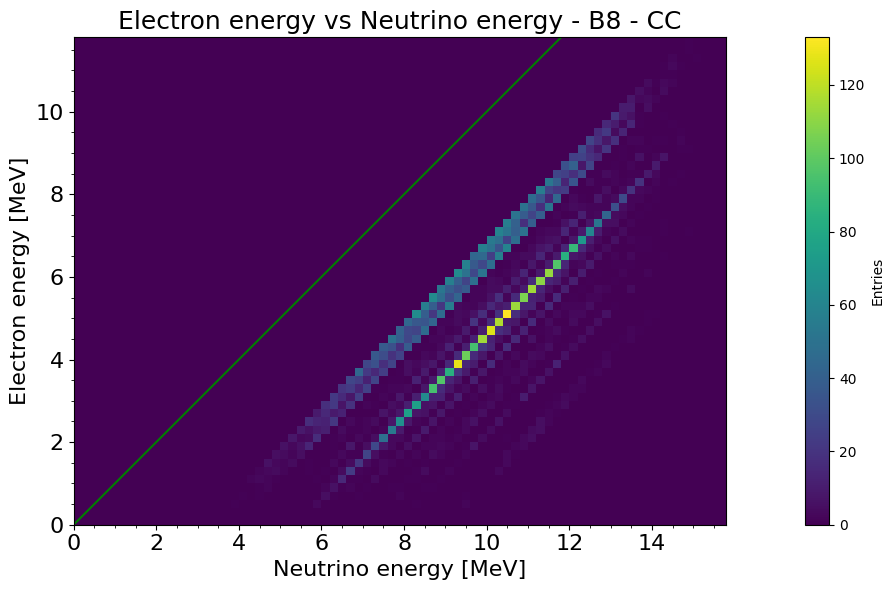 Electron energy vs Neutrino energy - B8 - CC
Electron energy [MeV]
10
8
6
4
2
0
0 2 4 6 8 10 12 14
Neutrino energy [MeV]
120
100
80
60
40
20
0
Entries